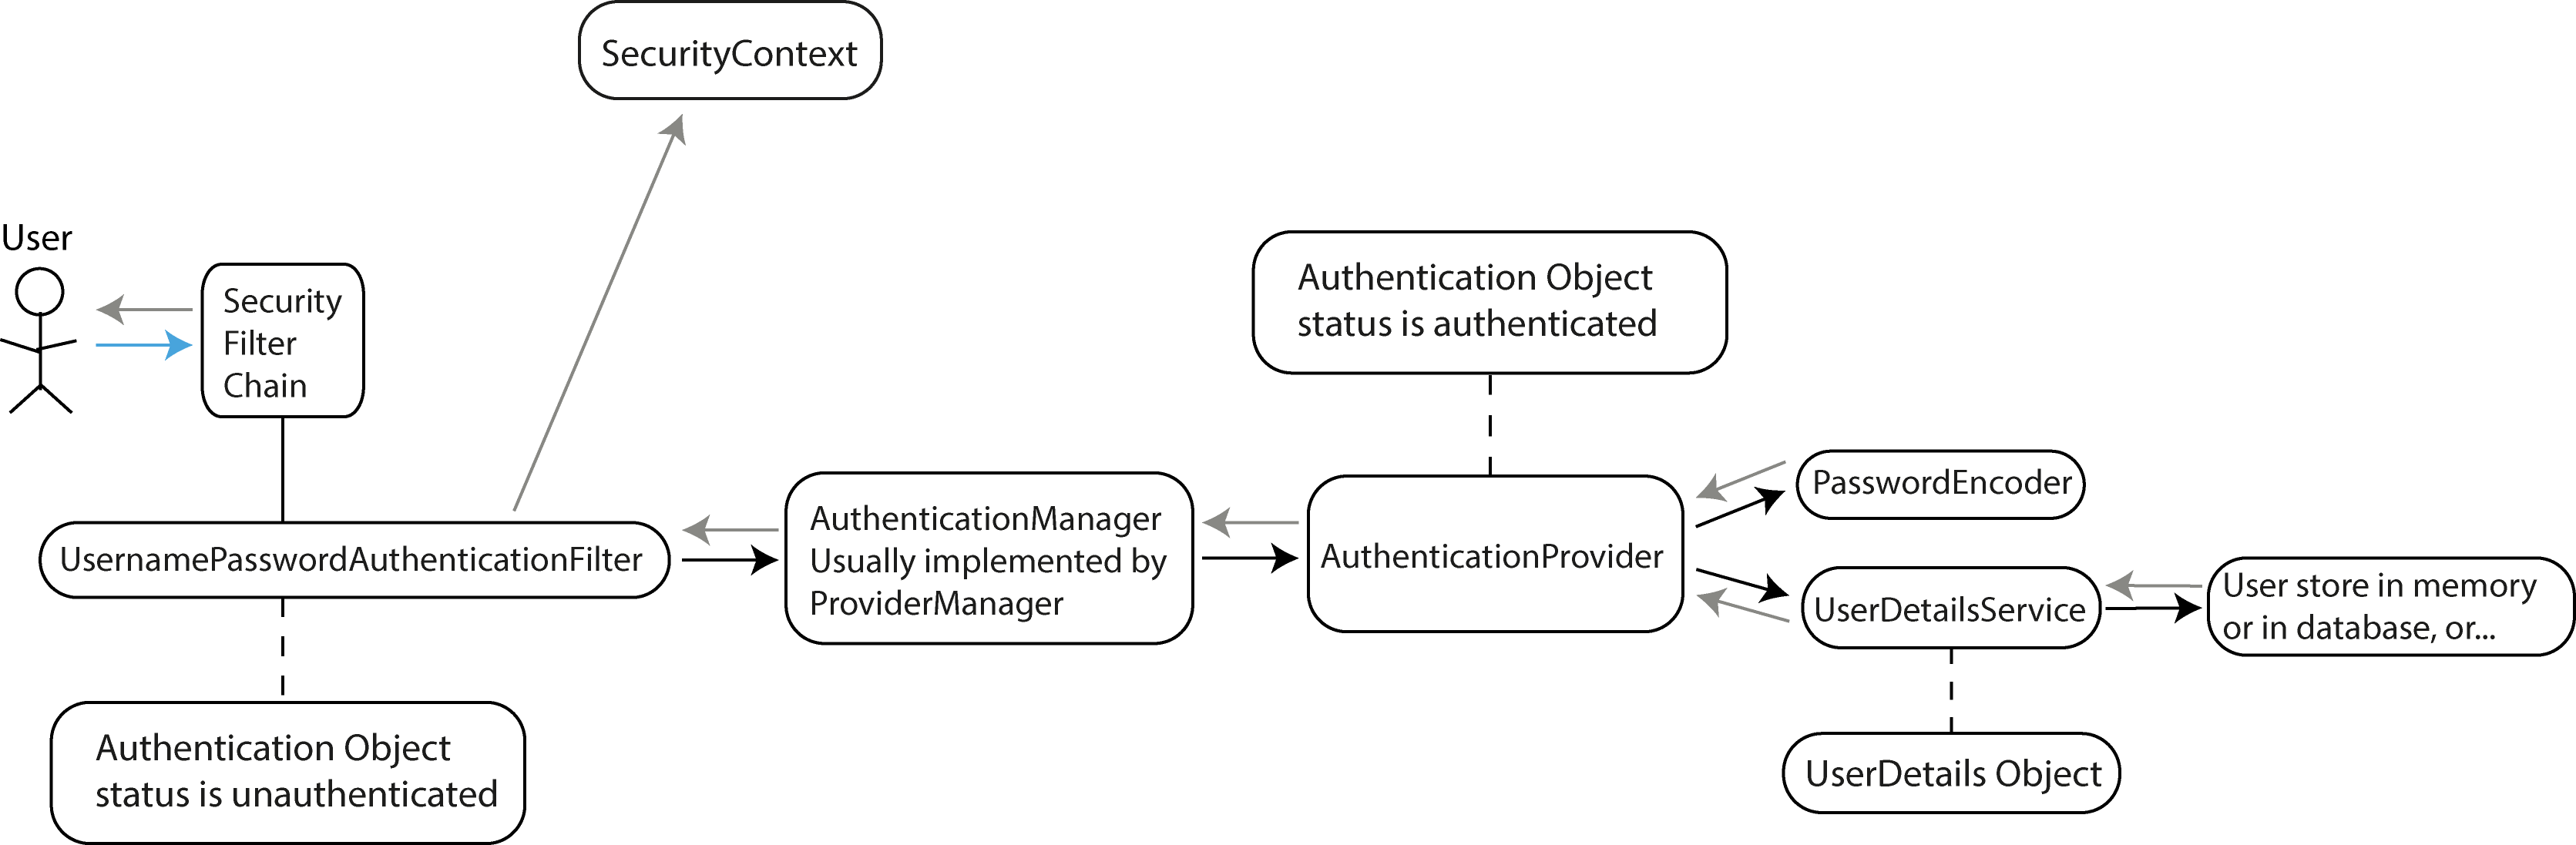 SecurityContext
User
Security
Filter
Chain
Authentication Object
status is authenticated
UsernamePasswordAuthenticationFilter
AuthenticationManager
Usually implemented by
ProviderManager
AuthenticationProvider
PasswordEncoder
UserDetailsService
User store in memory
or in database, or...
Authentication Object
status is unauthenticated
UserDetails Object